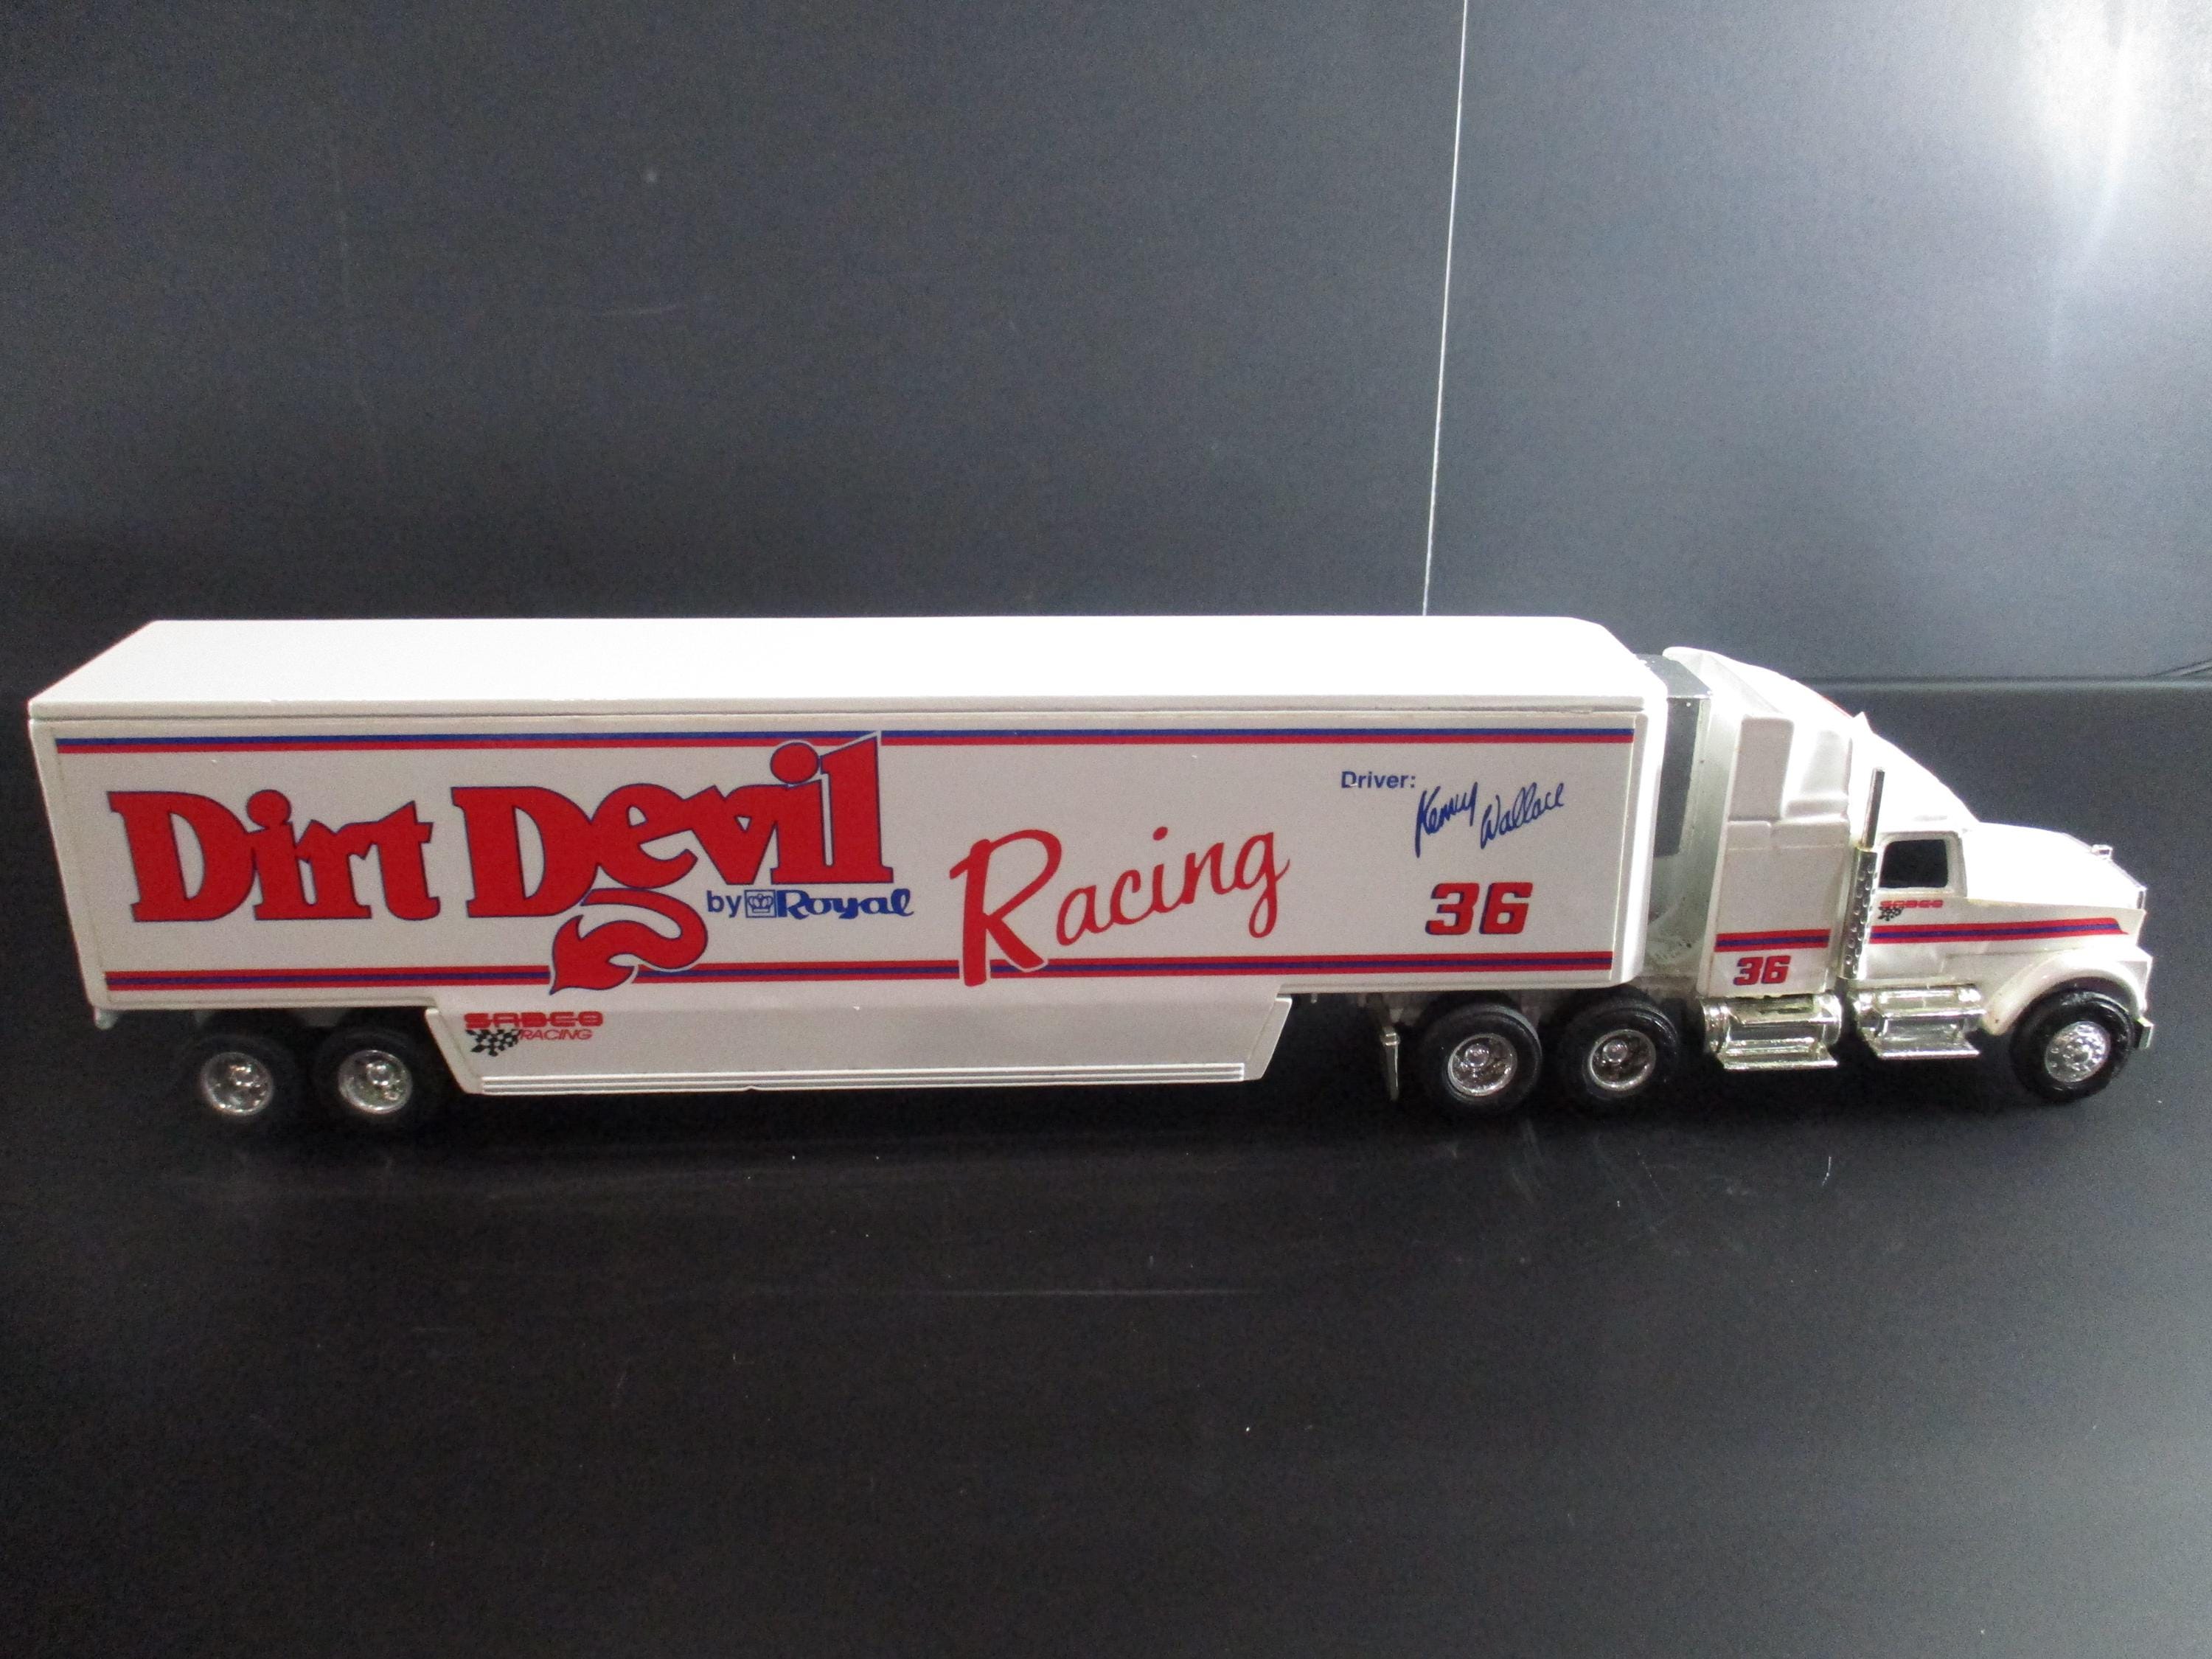 Dirt Devil
by Royal
Racing
Driver:
Kenny Wallace
36
SABCO
RACING
36
SABCO